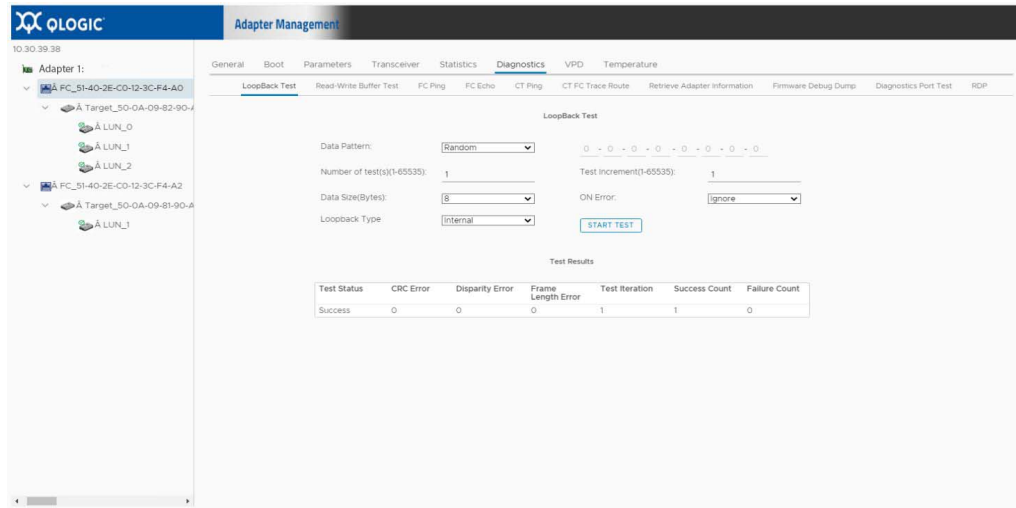 QLOGIC
Adapter Management
10.30.39.38
Adapter 1:
Â FC_51-40-2E-C0-12-3C-F4-A0
Â Target_50-0A-09-82-90-A
Â LUN_0
Â LUN_1
Â LUN_2
Â FC_51-40-2E-C0-12-3C-F4-A2
Â Target_50-0A-09-81-90-A
Â LUN_1
General Boot Parameters Transceiver Statistics Diagnostics VPD Temperature
LoopBack Test Read-Write Buffer Test FC Ping FC Echo CT Ping CT FC Trace Route Retrieve Adapter Information Firmware Debug Dump Diagnostics Port Test RDP
LoopBack Test
Data Pattern: Random 0 - 0 - 0 - 0 - 0 - 0 - 0 - 0
Number of test(s)(1-65535): 1 Test Increment(1-65535): 1
Data Size(Bytes): 8 ON Error: Ignore
Loopback Type Internal START TEST
Test Results
Test Status CRC Error Disparity Error Frame Length Error Test Iteration Success Count Failure Count
Success 0 0 0 1 1 0